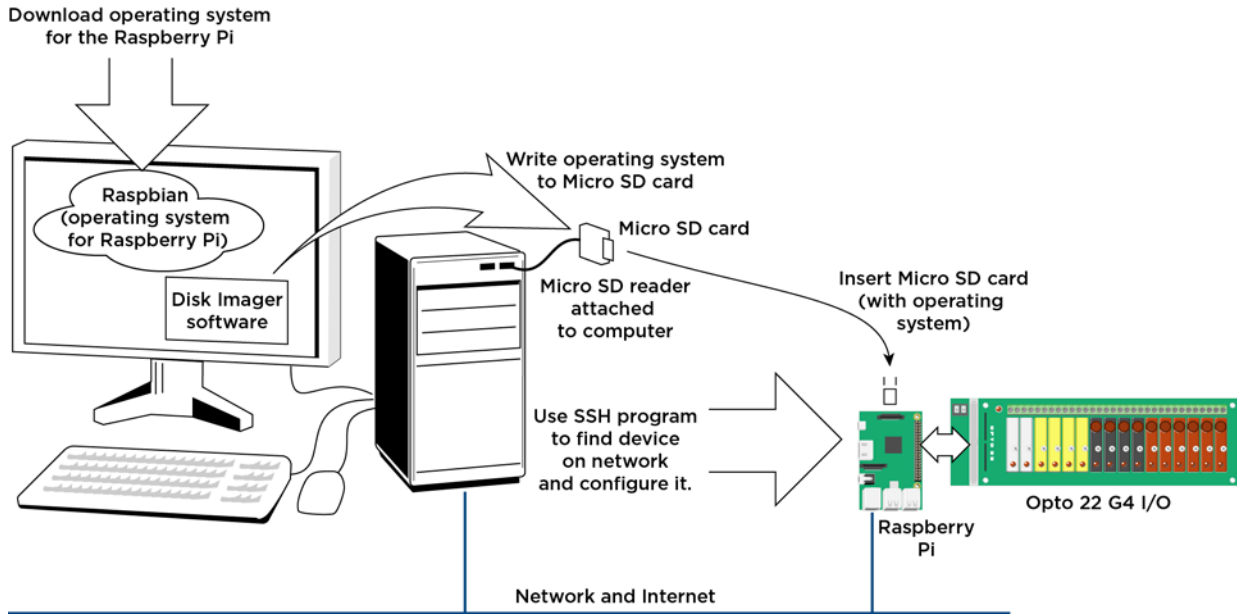 Download operating system
for the Raspberry Pi
Raspbian
(operating system
for Raspberry Pi)
Disk Imager
software
Write operating system
to Micro SD card
Micro SD card
Micro SD reader
attached
to computer
Insert Micro SD card
(with operating
system)
Use SSH program
to find device
on network
and configure it.
Raspberry
Pi
Opto 22 G4 I/O
Network and Internet